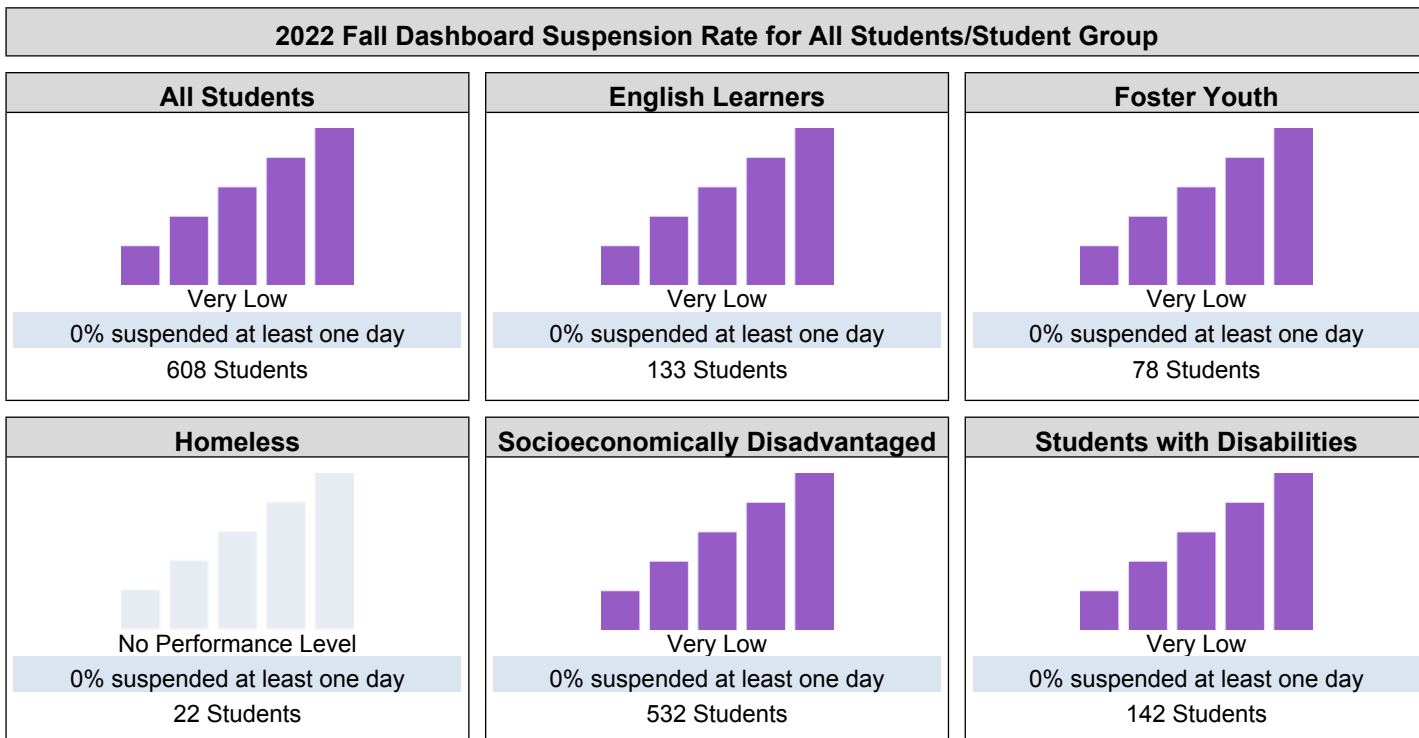 2022 Fall Dashboard Suspension Rate for All Students/Student Group
All Students
Very Low
0% suspended at least one day
608 Students
English Learners
Very Low
0% suspended at least one day
133 Students
Foster Youth
Very Low
0% suspended at least one day
78 Students
Homeless
No Performance Level
0% suspended at least one day
22 Students
Socioeconomically Disadvantaged
Very Low
0% suspended at least one day
532 Students
Students with Disabilities
Very Low
0% suspended at least one day
142 Students